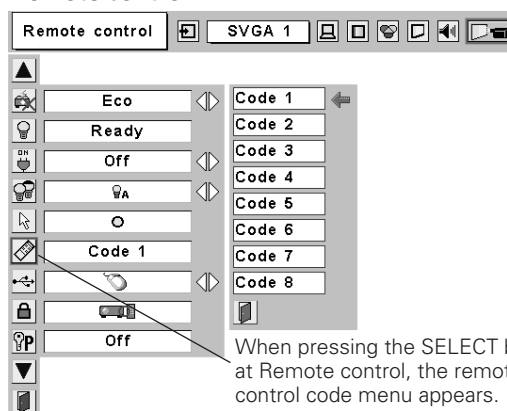 Remote control
SVGA 1
Eco
Ready
ON
Off
A
Code 1
P
Off
Code 1
Code 2
Code 3
Code 4
Code 5
Code 6
Code 7
Code 8
When pressing the SELECT
at Remote control, the
control code menu appears.